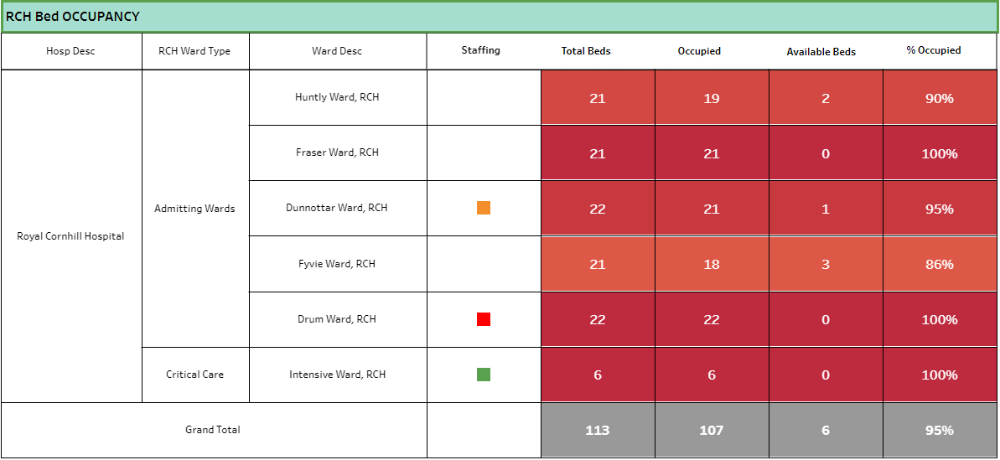 RCH Bed OCCUPANCY
Hosp Desc RCH Ward Type Ward Desc Staffing Total Beds Occupied Available Beds % Occupied
Huntly Ward, RCH 21 19 2 90%
Fraser Ward, RCH 21 21 0 100%
Admitting Wards Dunnottar Ward, RCH 22 21 1 95%
Royal Cornhill Hospital
Fyvie Ward, RCH 21 18 3 86%
Drum Ward, RCH 22 22 0 100%
Critical Care Intensive Ward, RCH 6 6 0 100%
Grand Total 113 107 6 95%